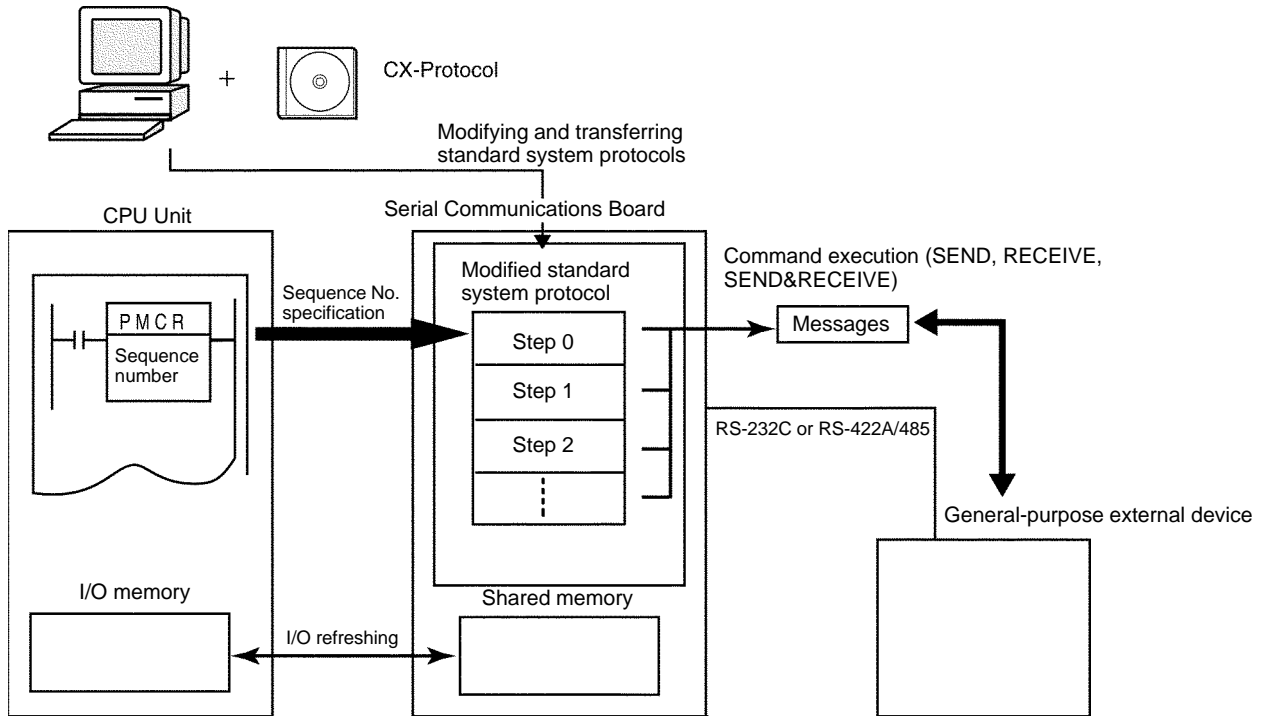 +
CX-Protocol
Modifying and transferring
standard system protocols
CPU Unit
Serial Communications Board
PMCR
Sequence
number
Sequence No.
specification
Modified standard
system protocol
Step 0
Step 1
Step 2
Command execution (SEND, RECEIVE,
SEND&RECEIVE)
Messages
RS-232C or RS-422A/485
General-purpose external device
I/O memory
I/O refreshing
Shared memory